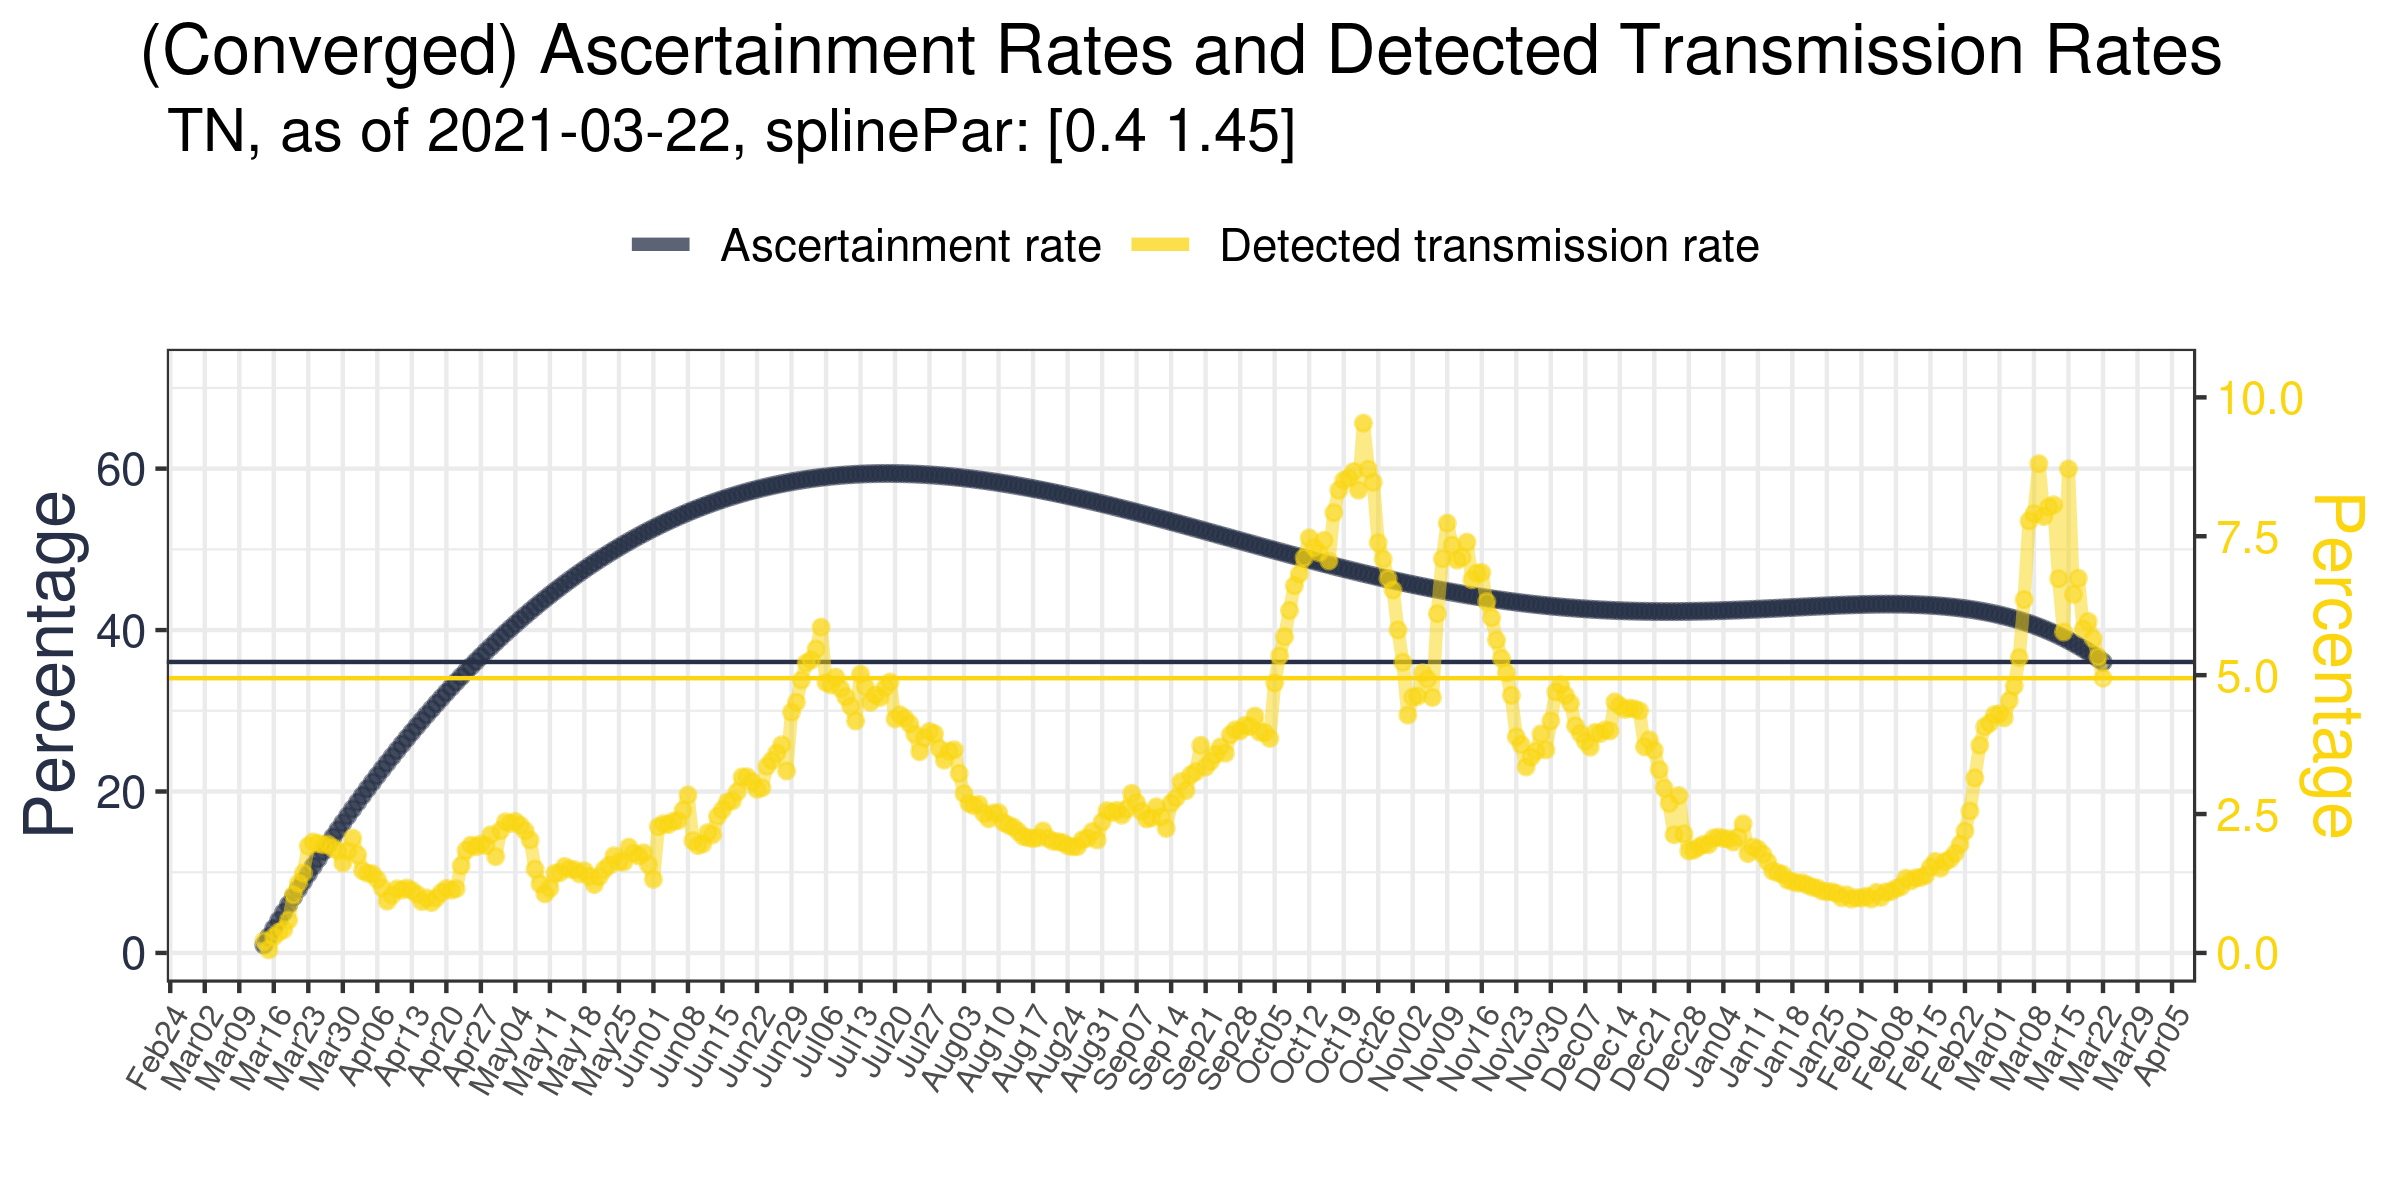 (Converged) Ascertainment Rates and Detected Transmission Rates
TN, as of 2021-03-22, splinePar: [0.4 1.45]
Ascertainment rate
Detected transmission rate
Percentage
60
40
20
0
10.0
7.5
5.0
2.5
0.0
Percentage
Feb24
Mar02
Mar09
Mar16
Mar23
Mar30
Apr06
Apr13
Apr20
Apr27
May04
May11
May18
May25
Jun01
Jun08
Jun15
Jun22
Jun29
Jul06
Jul13
Jul20
Jul27
Aug03
Aug10
Aug17
Aug24
Aug31
Sep07
Sep14
Sep21
Sep28
Oct05
Oct12
Oct19
Oct26
Nov02
Nov09
Nov16
Nov23
Nov30
Dec07
Dec14
Dec21
Dec28
Jan04
Jan11
Jan18
Jan25
Feb01
Feb08
Feb15
Feb22
Mar01
Mar08
Mar15
Mar22
Mar29
Apr05